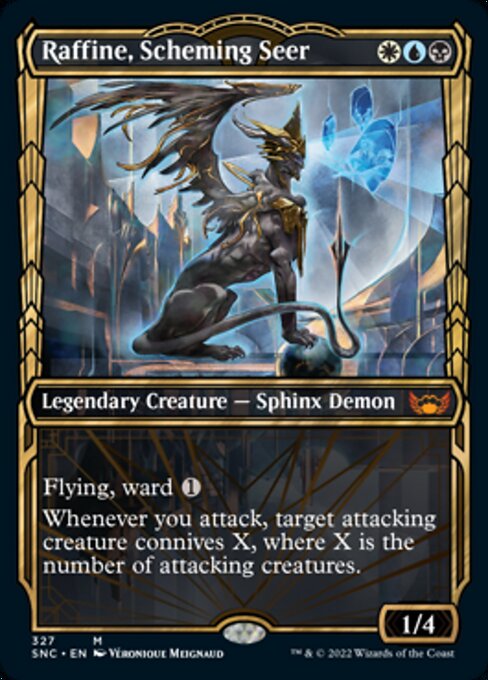 Raffine, Scheming Seer
Legendary Creature — Sphinx Demon
Flying, ward 1
Whenever you attack, target attacking
creature connives X, where X is the
number of attacking creatures.
1/4
327 M
SNC • EN Véronique Meignaud
™ & © 2022 Wizards of the Coast